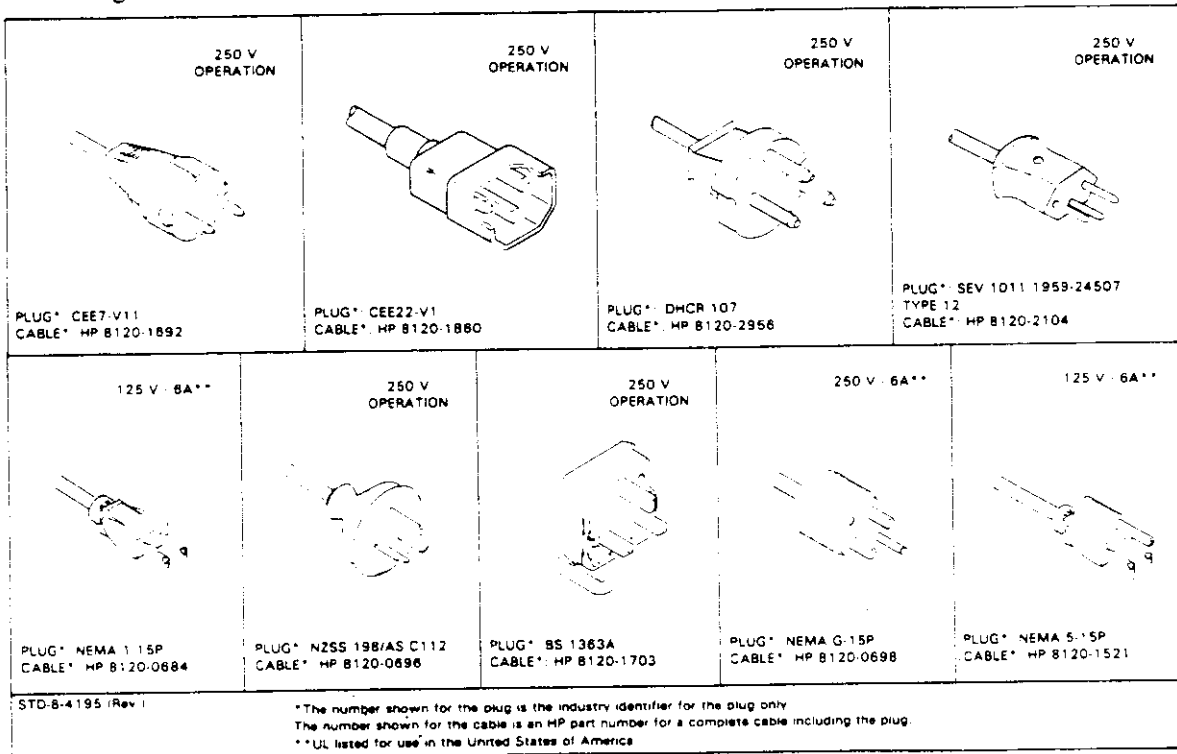 250 V
OPERATION
PLUG*: CEE7-V11
CABLE*: HP 8120-1692
250 V
OPERATION
PLUG*: CEE22-V1
CABLE*: HP 8120-1860
250 V
OPERATION
PLUG*: DHCR 107
CABLE*: HP 8120-2956
250 V
OPERATION
PLUG*: SEV 1011 1959-24507
TYPE 12
CABLE*: HP 8120-2104
125 V - 6A**
PLUG*: NEMA 1-15P
CABLE*: HP 8120-0684
250 V
OPERATION
PLUG*: NZSS 198/AS C112
CABLE*: HP 8120-0696
250 V
OPERATION
PLUG*: BS 1363A
CABLE*: HP 8120-1703
250 V - 6A**
PLUG*: NEMA G-15P
CABLE*: HP 8120-0698
125 V - 6A**
PLUG*: NEMA 5-15P
CABLE*: HP 8120-1521
STD-8-4195 (Rev.)
*The number shown for the plug is the industry identifier for the plug only
The number shown for the cable is an HP part number for a complete cable including the plug.
**UL listed for use in the United States of America